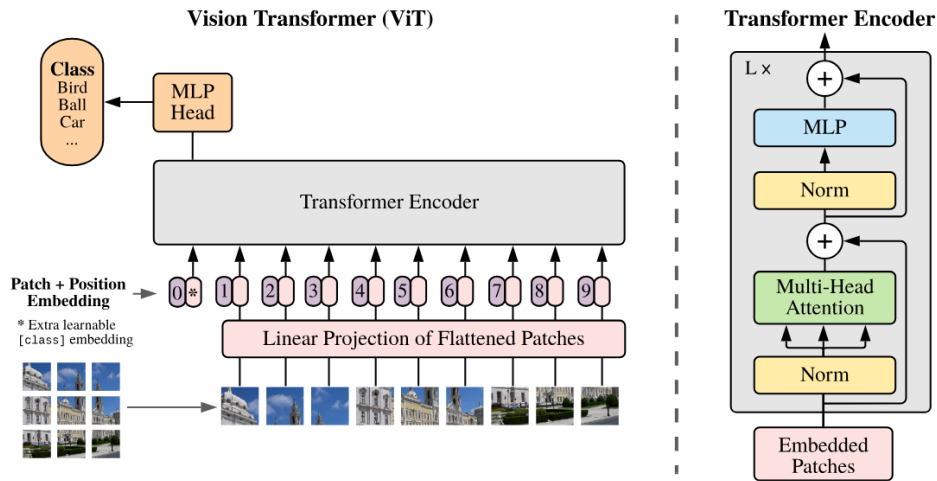 Vision Transformer (ViT)
Class
Bird
Ball
Car
...
MLP
Head
Transformer Encoder
Patch + Position
Embedding
0 * 1 2 3 4 5 6 7 8 9
* Extra learnable
[class] embedding
Linear Projection of Flattened Patches
Transformer Encoder
L ×
+
MLP
Norm
+
Multi-Head
Attention
Norm
Embedded
Patches